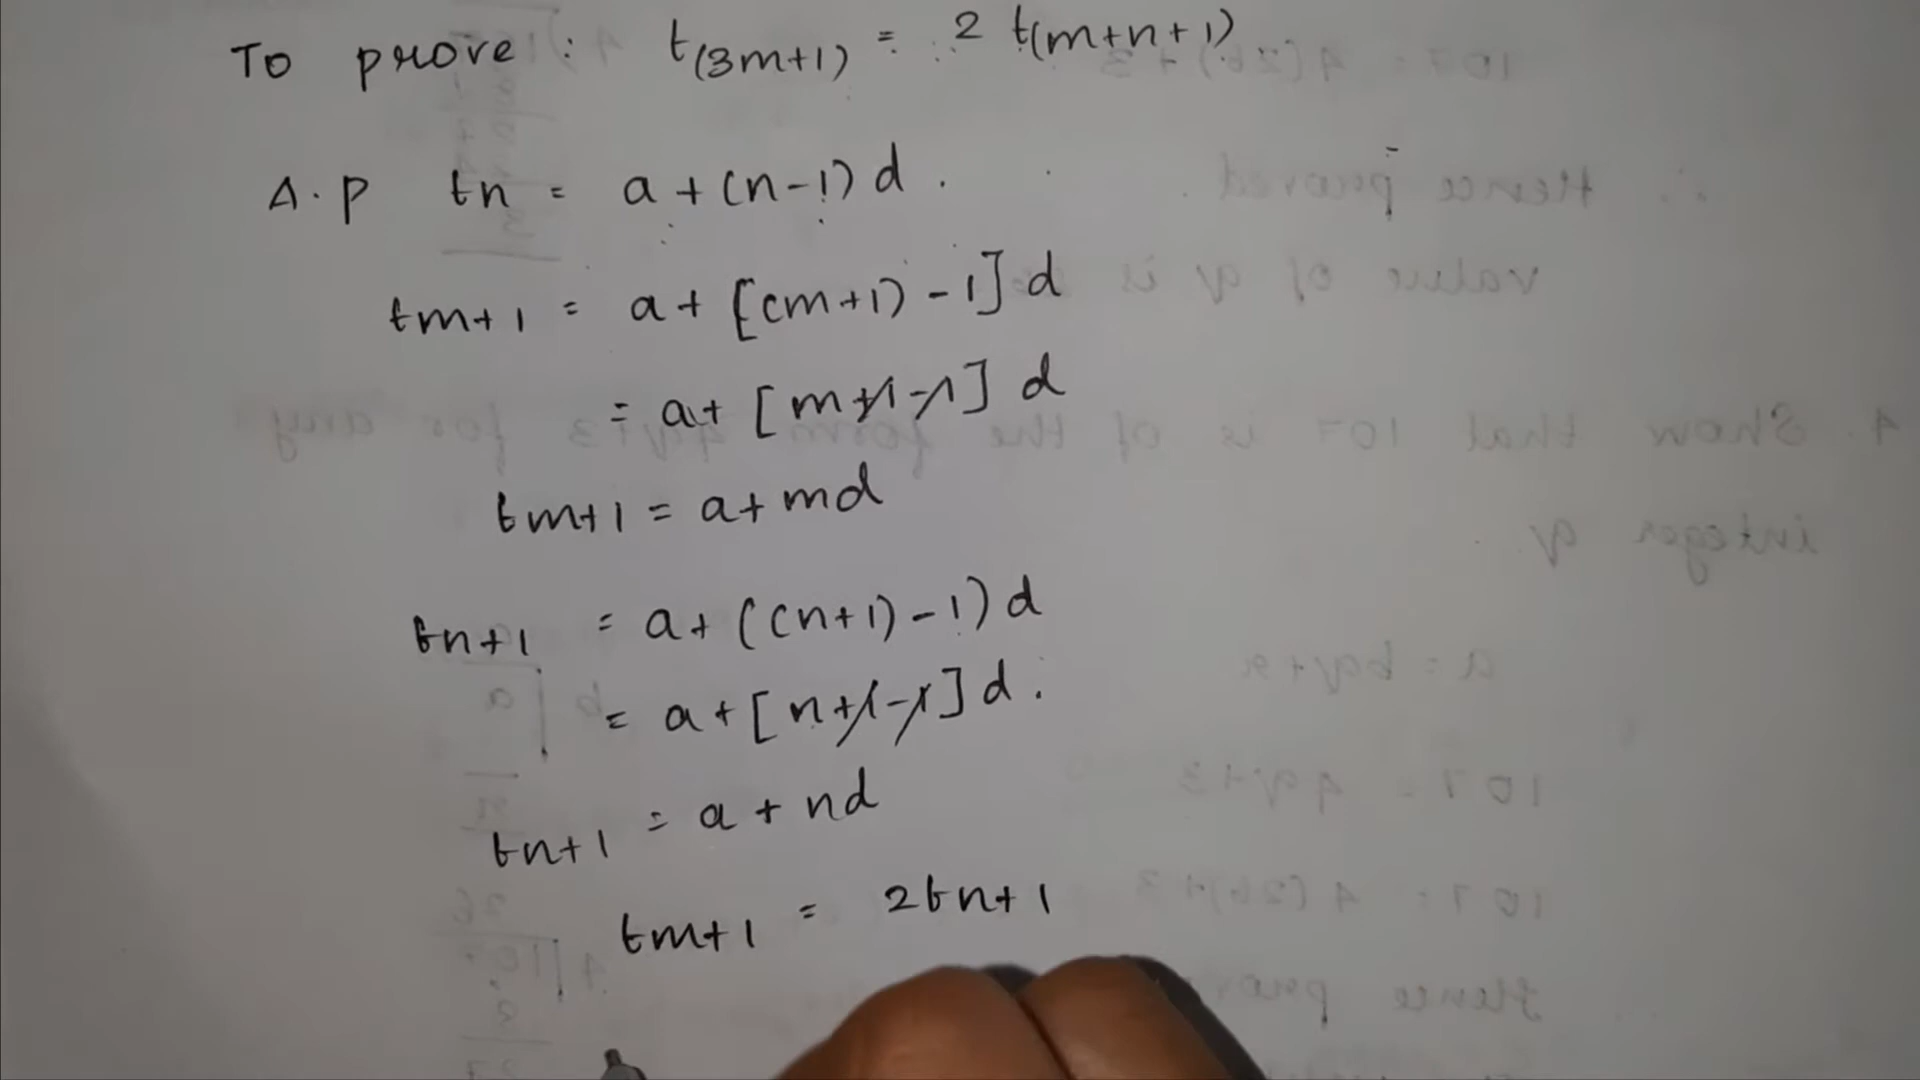 To prove : t(3m+1) = 2 t(m+n+1)
A.P tn = a+(n-1)d.
tm+1 = a+[(m+1)-1]d
= a+[m+1-1]d
tm+1 = a+md
tn+1 = a+((n+1)-1)d
= a+[n+1-1]d.
tn+1 = a+nd
tm+1 = 2tn+1